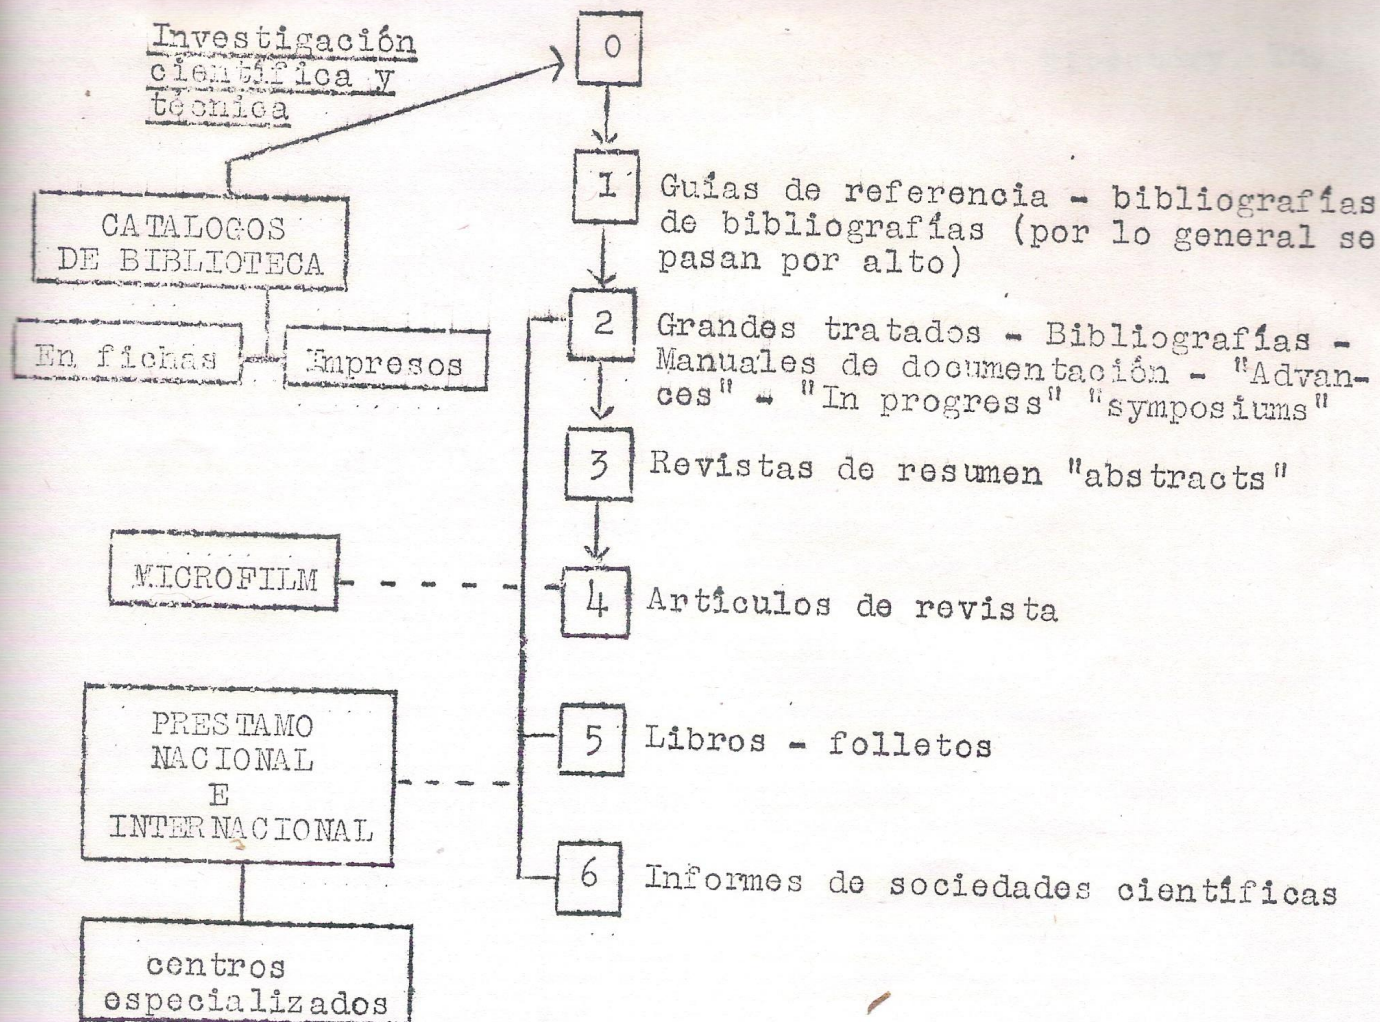 Investigación
científica y
técnica
0
1
Guías de referencia - bibliografías
de bibliografías (por lo general se
pasan por alto)
CATALOGOS
DE BIBLIOTECA
En fichas
Impresos
2
Grandes tratados - Bibliografías -
Manuales de documentación - "Advan-
ces" - "In progress" "symposiums"
3
Revistas de resumen "abstracts"
MICROFILM
4
Artículos de revista
PRESTAMO
NACIONAL
E
INTERNACIONAL
5
Libros - folletos
6
Informes de sociedades científicas
centros
especializados